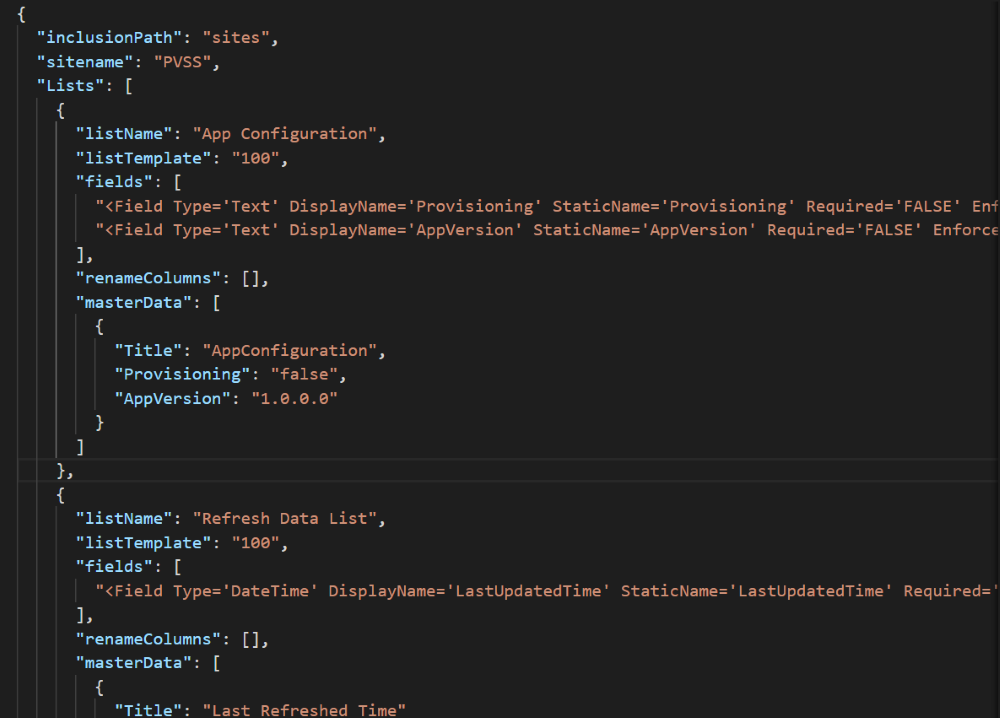 {
"inclusionPath": "sites",
"sitename": "PVSS",
"Lists": [
{
"listName": "App Configuration",
"listTemplate": "100",
"fields": [
"<Field Type='Text' DisplayName='Provisioning' StaticName='Provisioning' Required='FALSE' Enf
"<Field Type='Text' DisplayName='AppVersion' StaticName='AppVersion' Required='FALSE' Enforce
],
"renameColumns": [],
"masterData": [
{
"Title": "AppConfiguration",
"Provisioning": "false",
"AppVersion": "1.0.0.0"
}
]
},
{
"listName": "Refresh Data List",
"listTemplate": "100",
"fields": [
"<Field Type='DateTime' DisplayName='LastUpdatedTime' StaticName='LastUpdatedTime' Required='
],
"renameColumns": [],
"masterData": [
{
"Title": "Last Refreshed Time"